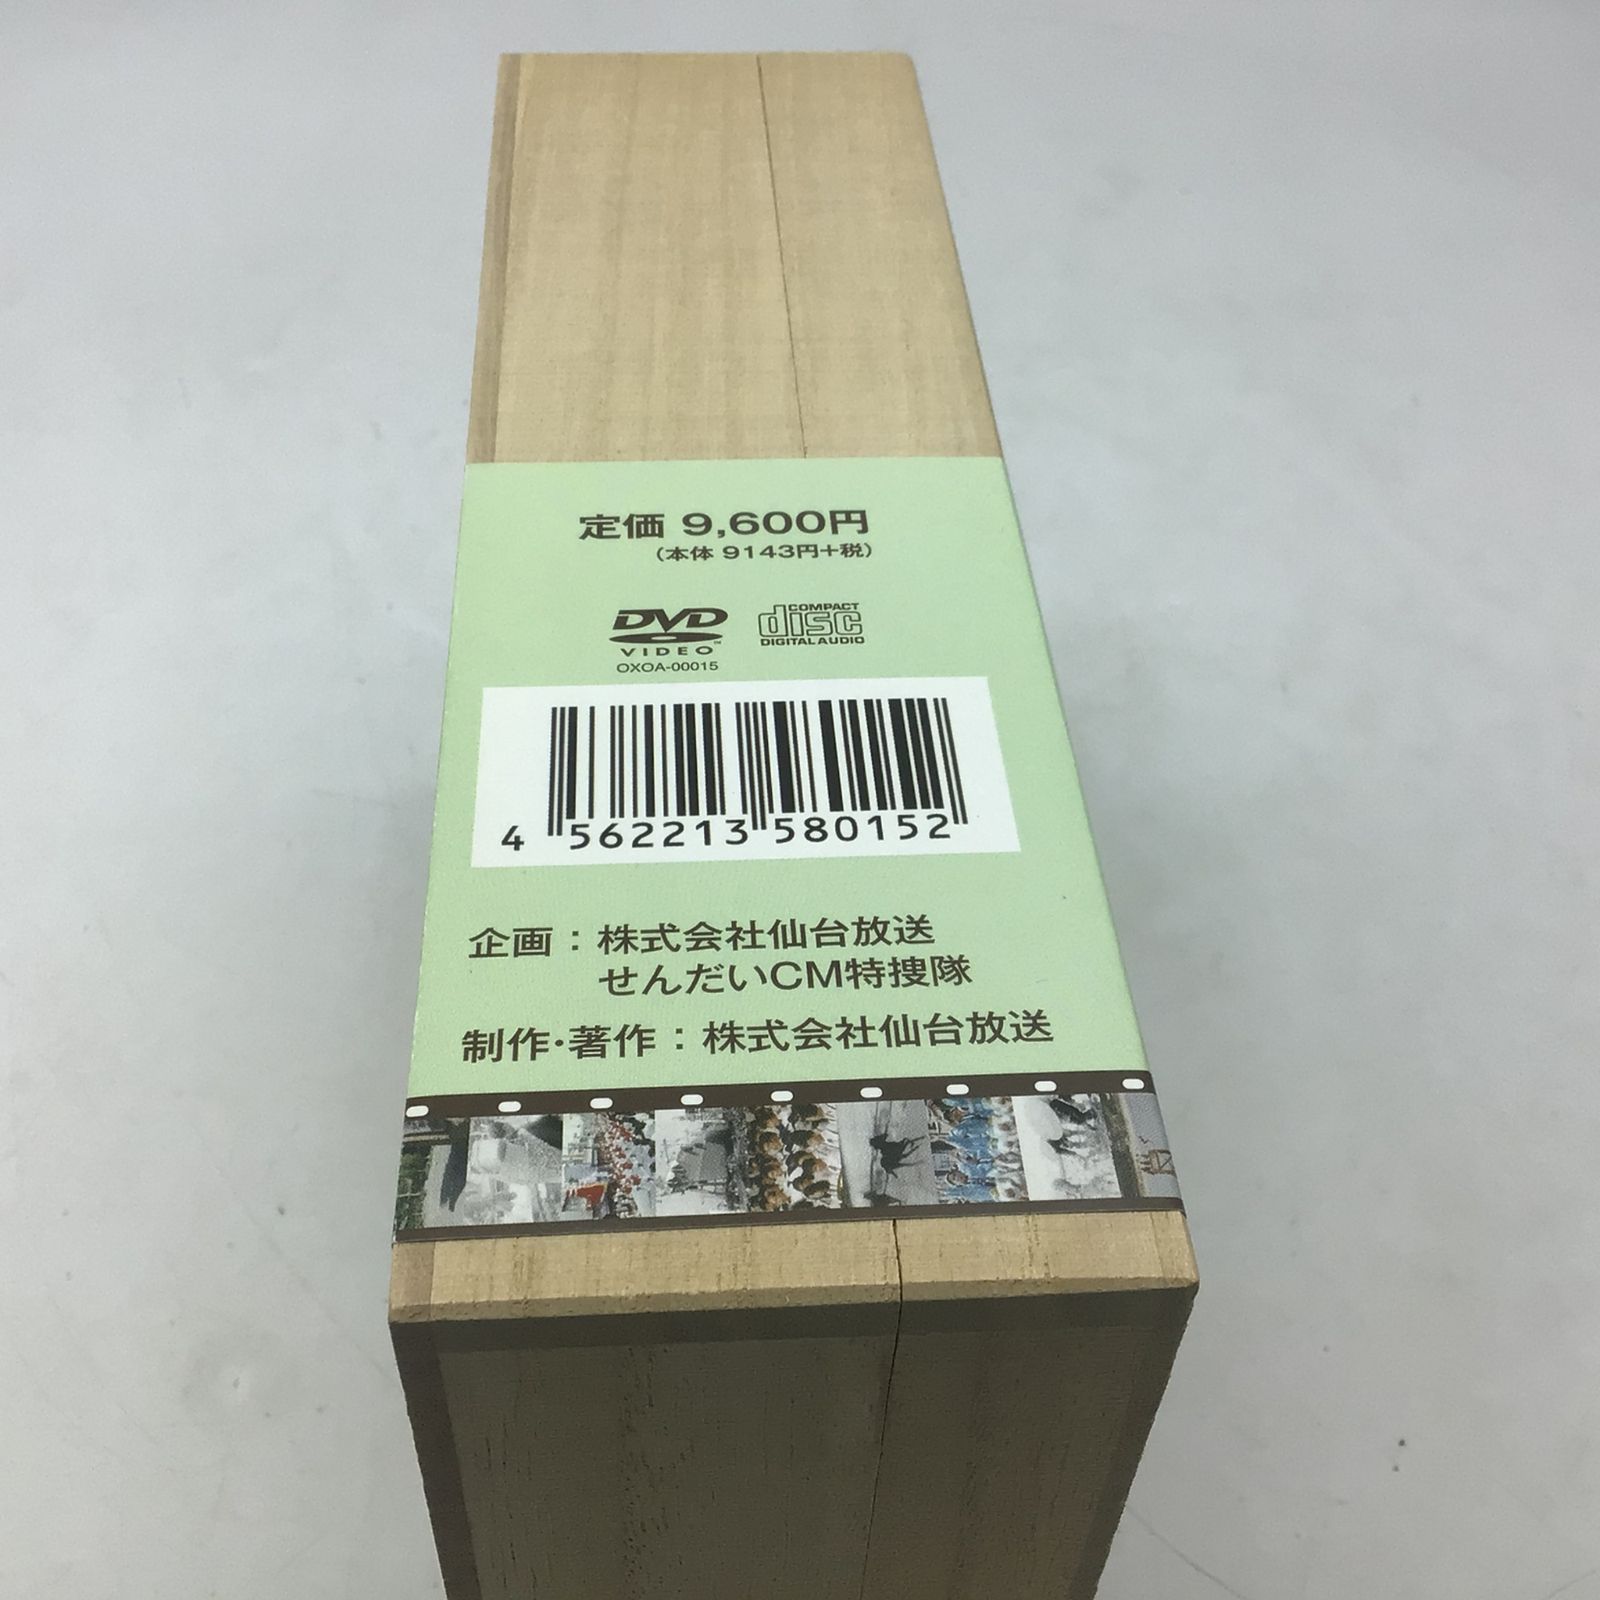 定価 9,600円
(本体 9143円+税)
DVD VIDEO™
COMPACT disc DIGITAL AUDIO
OXOA-00015
4 562213 580152
企画：株式会社仙台放送
せんだいCM特捜隊
制作・著作：株式会社仙台放送